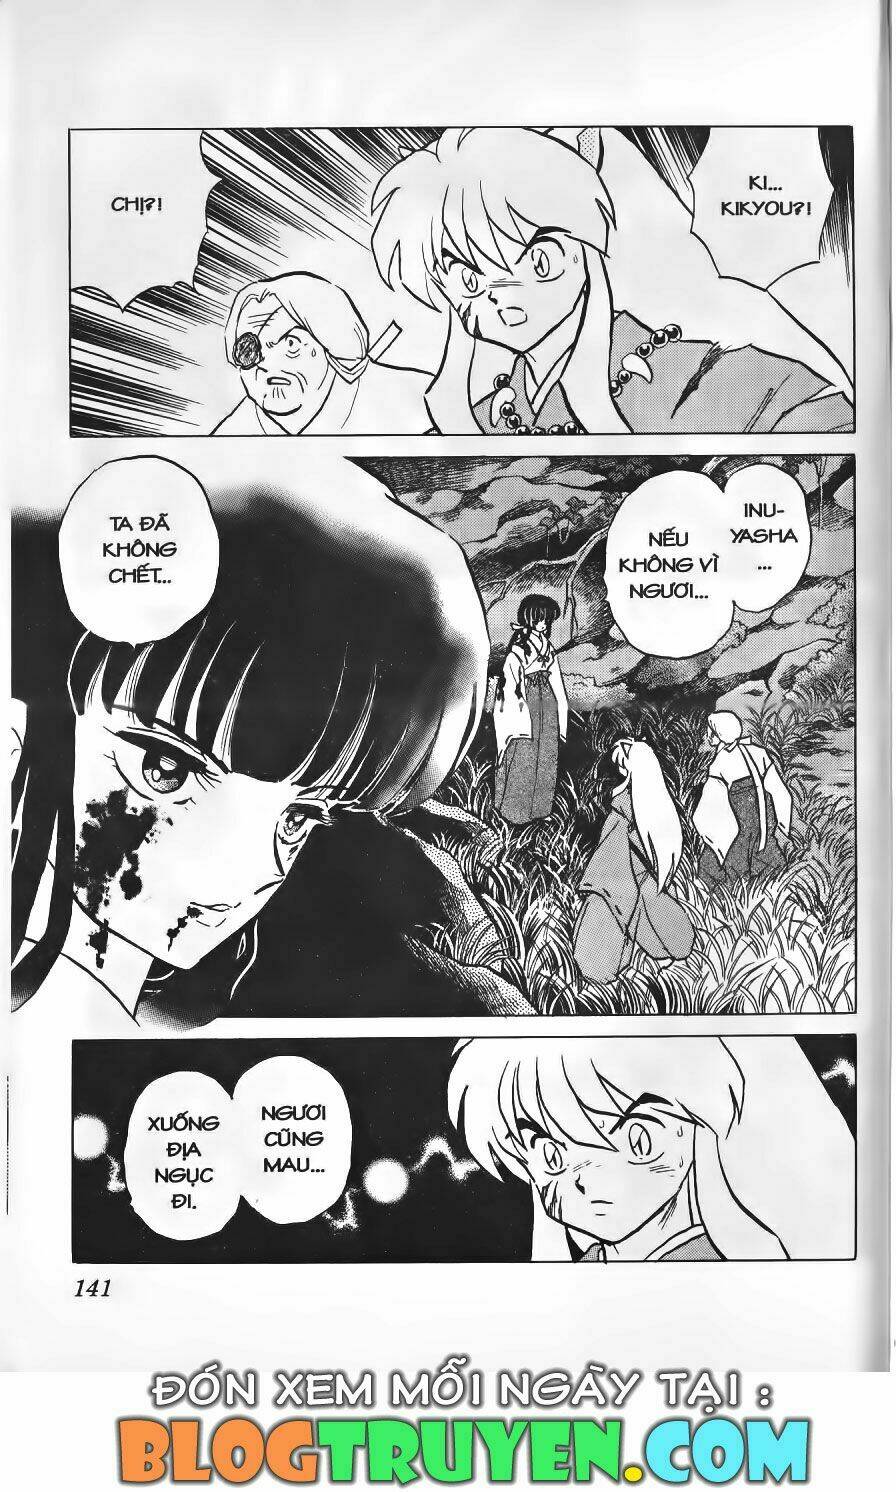 KI...
KIKYOU?!
CHỊ?!
INU-
YASHA
...
NẾU
KHÔNG VÌ
NGƯƠI...
TA ĐÃ
KHÔNG
CHẾT...
NGƯƠI
CŨNG
MAU...
XUỐNG
ĐỊA
NGỤC
ĐI.
141
ĐÓN XEM MỖI NGÀY TẠI :
BLOGTRUYEN.COM